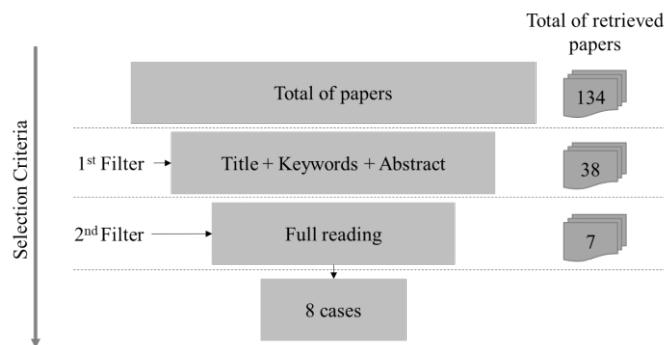 Total of retrieved
papers
Selection Criteria
Total of papers
134
1st Filter
Title + Keywords + Abstract
38
2nd Filter
Full reading
7
8 cases